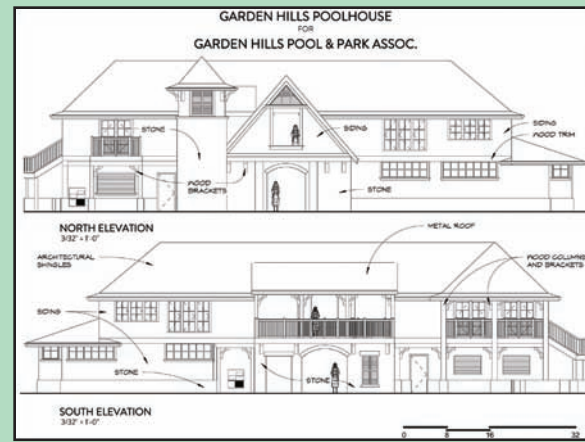 GARDEN HILLS POOLHOUSE
FOR
GARDEN HILLS POOL & PARK ASSOC.
STONE
SIDING
SIDING
WOOD TRIM
WOOD
BRACKETS
STONE
NORTH ELEVATION
3/32" = 1'-0"
METAL ROOF
ARCHITECTURAL
SHINGLES
WOOD COLUMNS
AND BRACKETS
SIDING
STONE
STONE
SOUTH ELEVATION
3/32" = 1'-0"
0 8 16 32